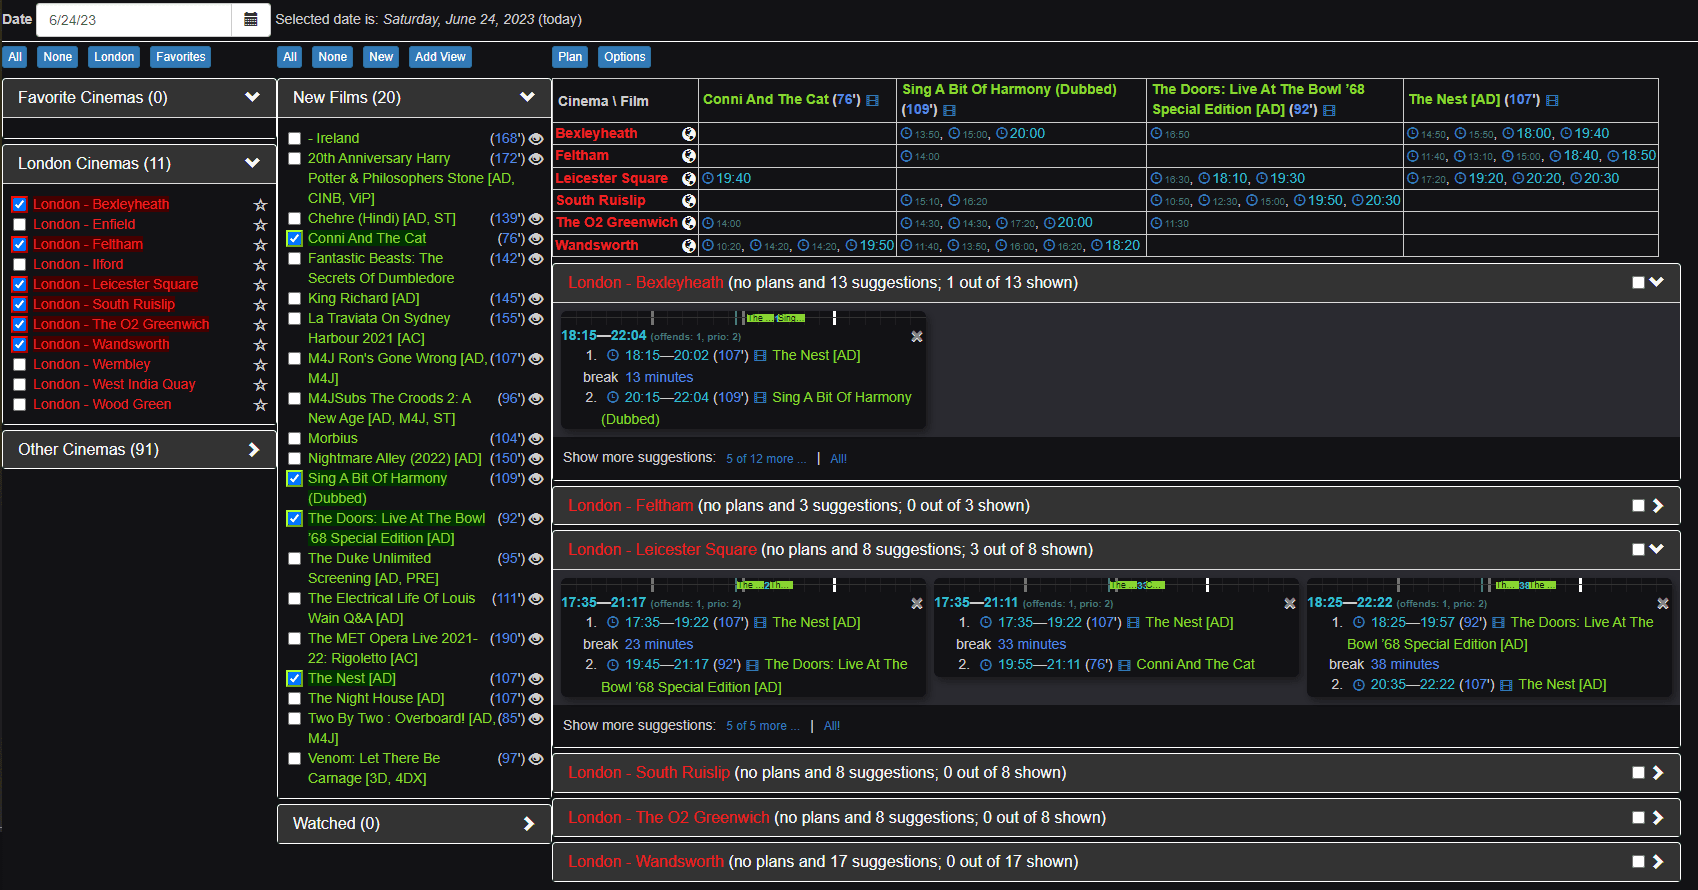 Date 6/24/23 Selected date is: Saturday, June 24, 2023 (today)
All None London Favorites
All None New Add View
Plan Options
Favorite Cinemas (0)
London Cinemas (11)
London - Bexleyheath
London - Enfield
London - Feltham
London - Ilford
London - Leicester Square
London - South Ruislip
London - The O2 Greenwich
London - Wandsworth
London - Wembley
London - West India Quay
London - Wood Green
Other Cinemas (91)
New Films (20)
- Ireland (168')
20th Anniversary Harry (172')
Potter & Philosophers Stone [AD,
CINB, ViP]
Chehre (Hindi) [AD, ST] (139')
Conni And The Cat (76')
Fantastic Beasts: The (142')
Secrets Of Dumbledore
King Richard [AD] (145')
La Traviata On Sydney (155')
Harbour 2021 [AC]
M4J Ron's Gone Wrong [AD, (107')
M4J]
M4JSubs The Croods 2: A (96')
New Age [AD, M4J, ST]
Morbius (104')
Nightmare Alley (2022) [AD] (150')
Sing A Bit Of Harmony (109')
(Dubbed)
The Doors: Live At The Bowl (92')
'68 Special Edition [AD]
The Duke Unlimited (95')
Screening [AD, PRE]
The Electrical Life Of Louis (111')
Wain Q&A [AD]
The MET Opera Live 2021- (190')
22: Rigoletto [AC]
The Nest [AD] (107')
The Night House [AD] (107')
Two By Two : Overboard! [AD, (85')
M4J]
Venom: Let There Be (97')
Carnage [3D, 4DX]
Watched (0)
Cinema \ Film
Conni And The Cat (76')
Sing A Bit Of Harmony (Dubbed)
(109')
The Doors: Live At The Bowl '68
Special Edition [AD] (92')
The Nest [AD] (107')
Bexleyheath 13:50, 15:00, 20:00 16:50 14:50, 15:50, 18:00, 19:40
Feltham 14:00 11:40, 13:10, 15:00, 18:40, 18:50
Leicester Square 19:40 16:30, 18:10, 19:30 17:20, 19:20, 20:20, 20:30
South Ruislip 15:10, 16:20 10:50, 12:30, 15:00, 19:50, 20:30
The O2 Greenwich 14:00 14:30, 14:30, 17:20, 20:00 11:30
Wandsworth 10:20, 14:20, 14:20, 19:50 11:40, 13:50, 16:00, 16:20, 18:20
London - Bexleyheath (no plans and 13 suggestions; 1 out of 13 shown)
The ... Sing...
18:15—22:04 (offends: 1, prio: 2)
1. 18:15—20:02 (107') The Nest [AD]
break 13 minutes
2. 20:15—22:04 (109') Sing A Bit Of Harmony
(Dubbed)
Show more suggestions: 5 of 12 more ... | All!
London - Feltham (no plans and 3 suggestions; 0 out of 3 shown)
London - Leicester Square (no plans and 8 suggestions; 3 out of 8 shown)
The ... 2 Th...
17:35—21:17 (offends: 1, prio: 2)
1. 17:35—19:22 (107') The Nest [AD]
break 23 minutes
2. 19:45—21:17 (92') The Doors: Live At The
Bowl '68 Special Edition [AD]
The ... 33 C...
17:35—21:11 (offends: 1, prio: 2)
1. 17:35—19:22 (107') The Nest [AD]
break 33 minutes
2. 19:55—21:11 (76') Conni And The Cat
Th... 38 The ...
18:25—22:22 (offends: 1, prio: 2)
1. 18:25—19:57 (92') The Doors: Live At The
Bowl '68 Special Edition [AD]
break 38 minutes
2. 20:35—22:22 (107') The Nest [AD]
Show more suggestions: 5 of 5 more ... | All!
London - South Ruislip (no plans and 8 suggestions; 0 out of 8 shown)
London - The O2 Greenwich (no plans and 8 suggestions; 0 out of 8 shown)
London - Wandsworth (no plans and 17 suggestions; 0 out of 17 shown)